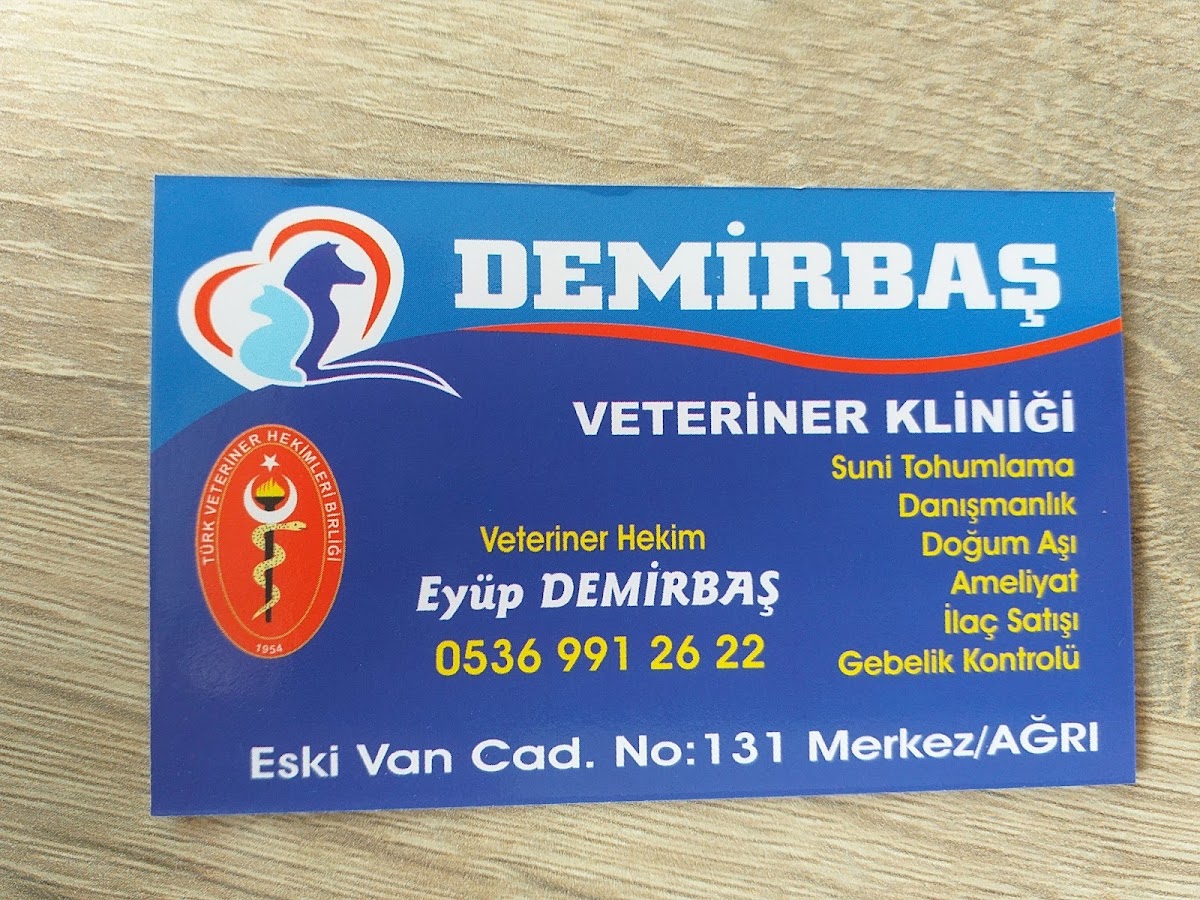 DEMİRBAŞ
VETERİNER KLİNİĞİ
Suni Tohumlama
Danışmanlık
Doğum Aşı
Ameliyat
İlaç Satışı
Gebelik Kontrolü
TÜRK VETERİNER HEKİMLERİ BİRLİĞİ
1954
Veteriner Hekim
Eyüp DEMİRBAŞ
0536 991 26 22
Eski Van Cad. No:131 Merkez/AĞRI